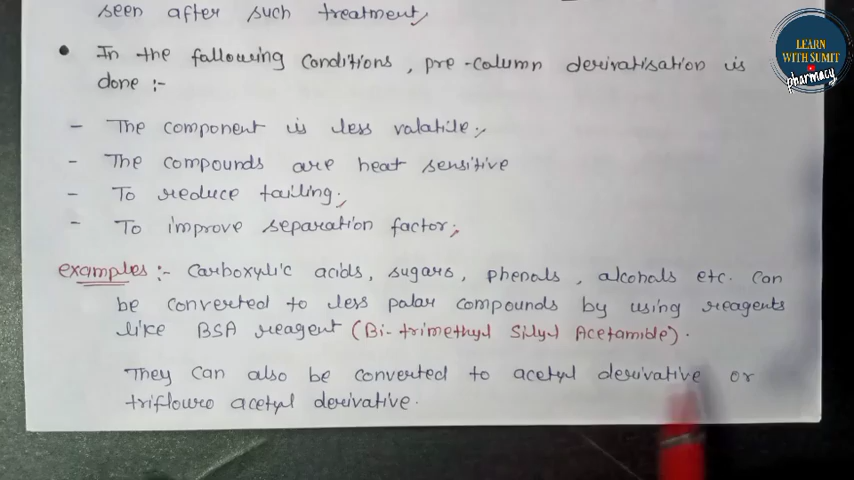 seen after such treatment,
• In the following conditions, pre-column derivatisation is
done :-
- The component is less volatile;
- The compounds are heat sensitive
- To reduce tailing;
- To improve separation factor;
examples :- Carboxylic acids, sugars, phenols, alcohols etc. can
be converted to less polar compounds by using reagents
like BSA reagent (Bi-trimethyl Silyl Acetamide).
They can also be converted to acetyl derivative or
triflouro acetyl derivative.
LEARN
WITH SUMIT
pharmacy